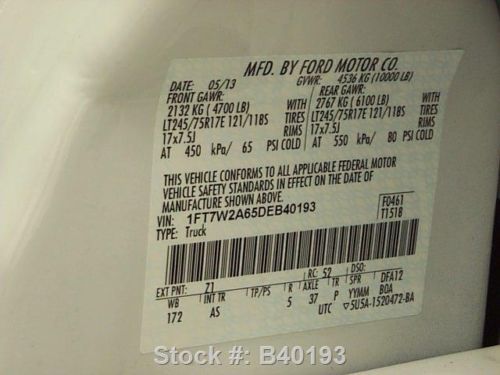 MFD. BY FORD MOTOR CO.
DATE: 05/13 GVWR: 4536 KG (10000 LB)
FRONT GAWR: REAR GAWR:
2132 KG ( 4700 LB) WITH 2767 KG ( 6100 LB) WITH
LT245/75R17E 121/118S TIRES LT245/75R17E 121/118S TIRES
17x7.5J RIMS 17x7.5J RIMS
AT 450 kPa/ 65 PSI COLD AT 550 kPa/ 80 PSI COLD
THIS VEHICLE CONFORMS TO ALL APPLICABLE FEDERAL MOTOR
VEHICLE SAFETY STANDARDS IN EFFECT ON THE DATE OF
MANUFACTURE SHOWN ABOVE.
VIN: 1FT7W2A65DEB40193 F0461
TYPE: Truck T151B
EXT PNT: Z1 RC: 52 DSO:
WB INT TR TP/PS R AXLE TR SPR DFA12
172 AS 5 37 P YYMM BOA
UTC 5U5A-1520472-BA
Stock #: B40193